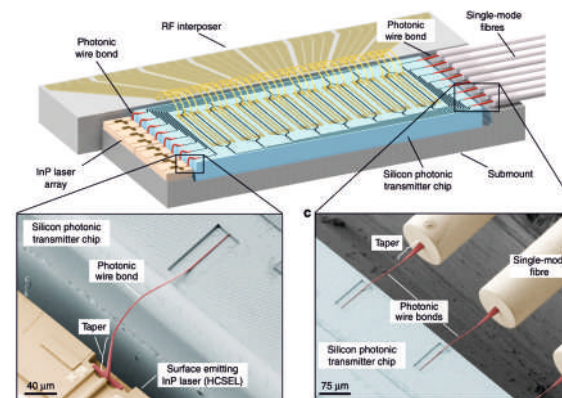 RF interposer
Photonic
wire bond
Single-mode
fibres
Photonic
wire bond
InP laser
array
Silicon photonic
transmitter chip
Submount
Silicon photonic
transmitter chip
Photonic
wire bond
Taper
Surface emitting
InP laser (HCSEL)
40 μm
c
Taper
Single-mode
fibre
Photonic
wire bonds
Silicon photonic
transmitter chip
75 μm